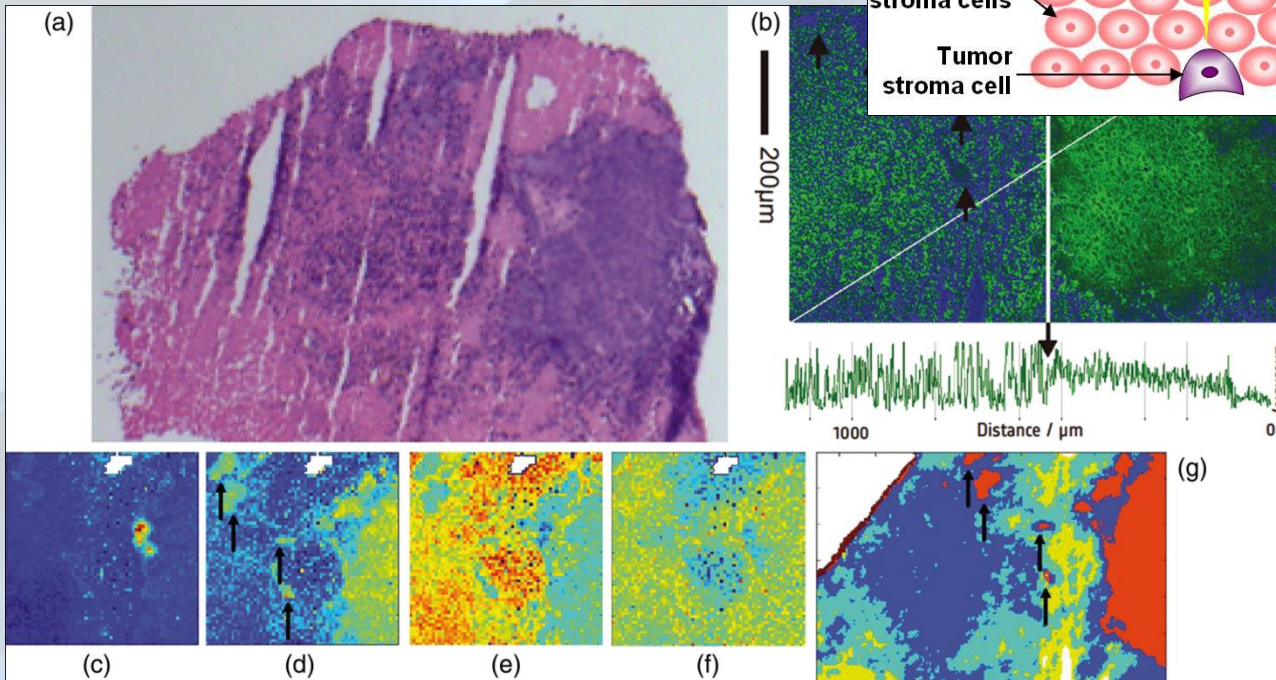 (a)
(b)
stroma cells
Tumor
stroma cell
200µm
1000
Distance / µm
0
(c)
(d)
(e)
(f)
(g)